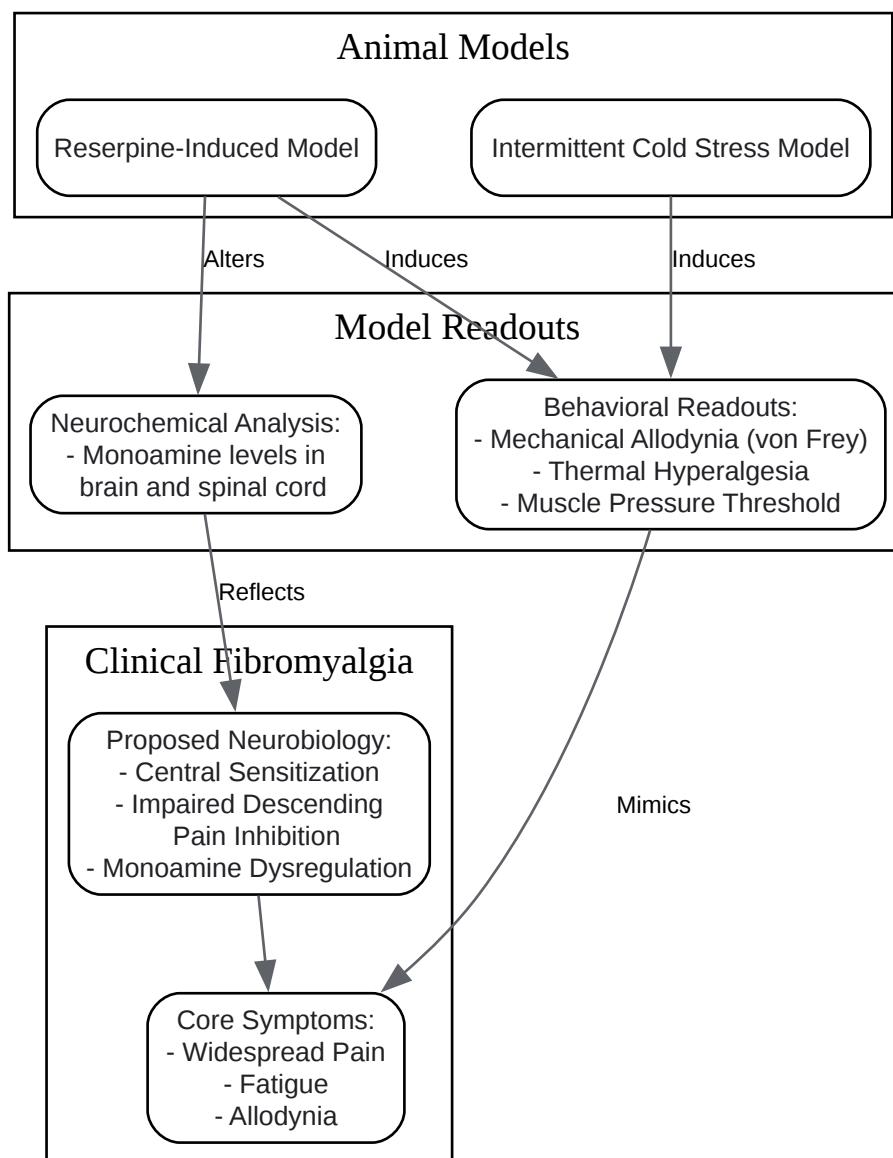 Animal Models
Reserpine-Induced Model
Intermittent Cold Stress Model
Alters
Induces
Induces
Model Readouts
Neurochemical Analysis:
- Monoamine levels in
brain and spinal cord
Behavioral Readouts:
- Mechanical Allodynia (von Frey)
- Thermal Hyperalgesia
- Muscle Pressure Threshold
Reflects
Clinical Fibromyalgia
Proposed Neurobiology:
- Central Sensitization
- Impaired Descending
Pain Inhibition
- Monoamine Dysregulation
Mimics
Core Symptoms:
- Widespread Pain
- Fatigue
- Allodynia